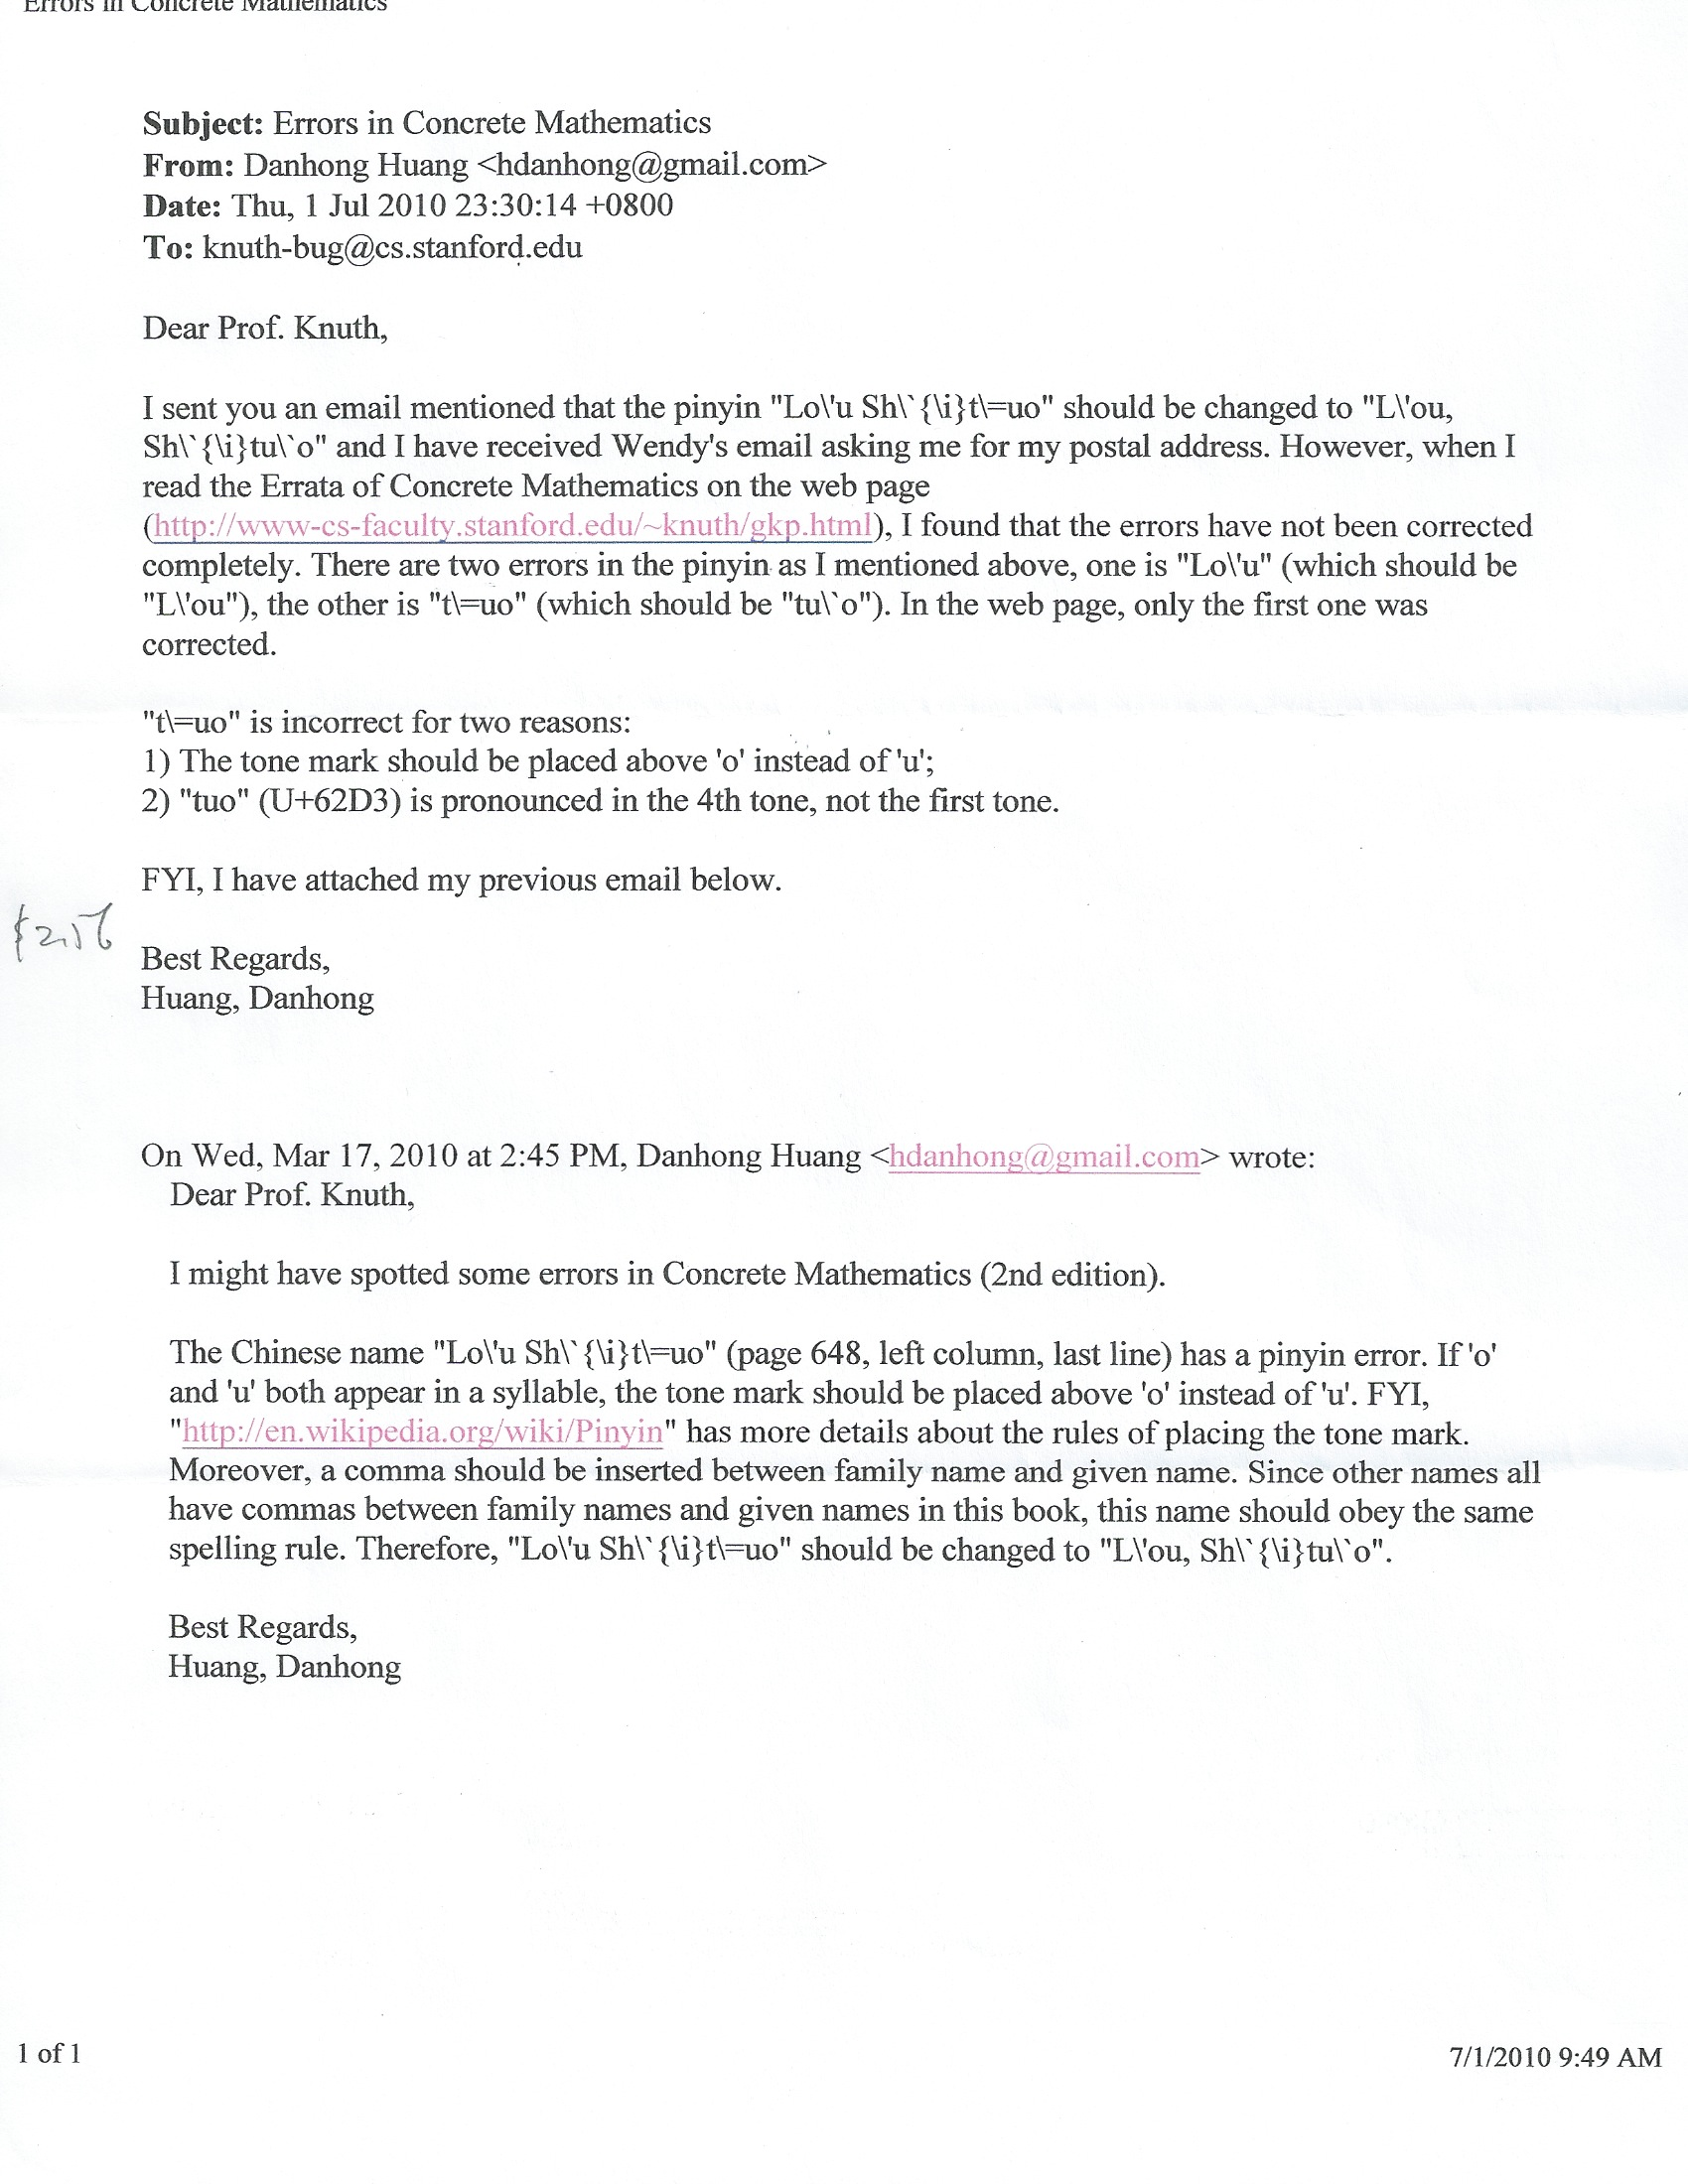 Errors in Concrete Mathematics
Subject: Errors in Concrete Mathematics
From: Danhong Huang <hdanhong@gmail.com>
Date: Thu, 1 Jul 2010 23:30:14 +0800
To: knuth-bug@cs.stanford.edu
Dear Prof. Knuth,
I sent you an email mentioned that the pinyin "Lo\'u Sh\`{\i}t\=uo" should be changed to "L\'ou,
Sh\`{\i}tu\`o" and I have received Wendy's email asking me for my postal address. However, when I
read the Errata of Concrete Mathematics on the web page
(http://www-cs-faculty.stanford.edu/~knuth/gkp.html), I found that the errors have not been corrected
completely. There are two errors in the pinyin as I mentioned above, one is "Lo\'u" (which should be
"L\'ou"), the other is "t\=uo" (which should be "tu\`o"). In the web page, only the first one was
corrected.
"t\=uo" is incorrect for two reasons:
1) The tone mark should be placed above 'o' instead of 'u';
2) "tuo" (U+62D3) is pronounced in the 4th tone, not the first tone.
FYI, I have attached my previous email below.
$2.56
Best Regards,
Huang, Danhong
On Wed, Mar 17, 2010 at 2:45 PM, Danhong Huang <hdanhong@gmail.com> wrote:
Dear Prof. Knuth,
I might have spotted some errors in Concrete Mathematics (2nd edition).
The Chinese name "Lo\'u Sh\`{\i}t\=uo" (page 648, left column, last line) has a pinyin error. If 'o'
and 'u' both appear in a syllable, the tone mark should be placed above 'o' instead of 'u'. FYI,
"http://en.wikipedia.org/wiki/Pinyin" has more details about the rules of placing the tone mark.
Moreover, a comma should be inserted between family name and given name. Since other names all
have commas between family names and given names in this book, this name should obey the same
spelling rule. Therefore, "Lo\'u Sh\`{\i}t\=uo" should be changed to "L\'ou, Sh\`{\i}tu\`o".
Best Regards,
Huang, Danhong
1 of 1
7/1/2010 9:49 AM